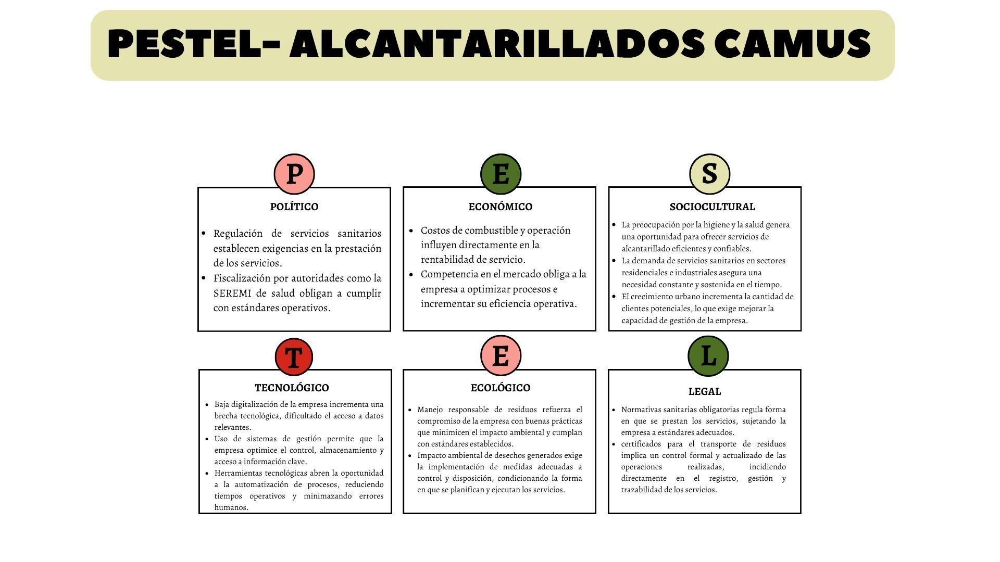 PESTEL- ALCANTARILLADOS CAMUS
P
POLÍTICO
• Regulación de servicios sanitarios
establecen exigencias en la prestación
de los servicios.
• Fiscalización por autoridades como la
SEREMI de salud obligan a cumplir
con estándares operativos.
E
ECONÓMICO
• Costos de combustible y operación
influyen directamente en la
rentabilidad de servicio.
• Competencia en el mercado obliga a la
empresa a optimizar procesos e
incrementar su eficiencia operativa.
S
SOCIOCULTURAL
• La preocupación por la higiene y la salud genera
una oportunidad para ofrecer servicios de
alcantarillado eficientes y confiables.
• La demanda de servicios sanitarios en sectores
residenciales e industriales asegura una
necesidad constante y sostenida en el tiempo.
• El crecimiento urbano incrementa la cantidad de
clientes potenciales, lo que exige mejorar la
capacidad de gestión de la empresa.
T
TECNOLÓGICO
• Baja digitalización de la empresa incrementa una
brecha tecnológica, dificultado el acceso a datos
relevantes.
• Uso de sistemas de gestión permite que la
empresa optimice el control, almacenamiento y
acceso a información clave.
• Herramientas tecnológicas abren la oportunidad
a la automatización de procesos, reduciendo
tiempos operativos y minimazando errores
humanos.
E
ECOLÓGICO
• Manejo responsable de residuos refuerza el
compromiso de la empresa con buenas prácticas
que minimicen el impacto ambiental y cumplan
con estándares establecidos.
• Impacto ambiental de desechos generados exige
la implementación de medidas adecuadas a
control y disposición, condicionando la forma
en que se planifican y ejecutan los servicios.
L
LEGAL
• Normativas sanitarias obligatorias regula forma
en que se prestan los servicios, sujetando la
empresa a estándares adecuados.
• certificados para el transporte de residuos
implica un control formal y actualizado de las
operaciones realizadas, incidiendo
directamente en el registro, gestión y
trazabilidad de los servicios.